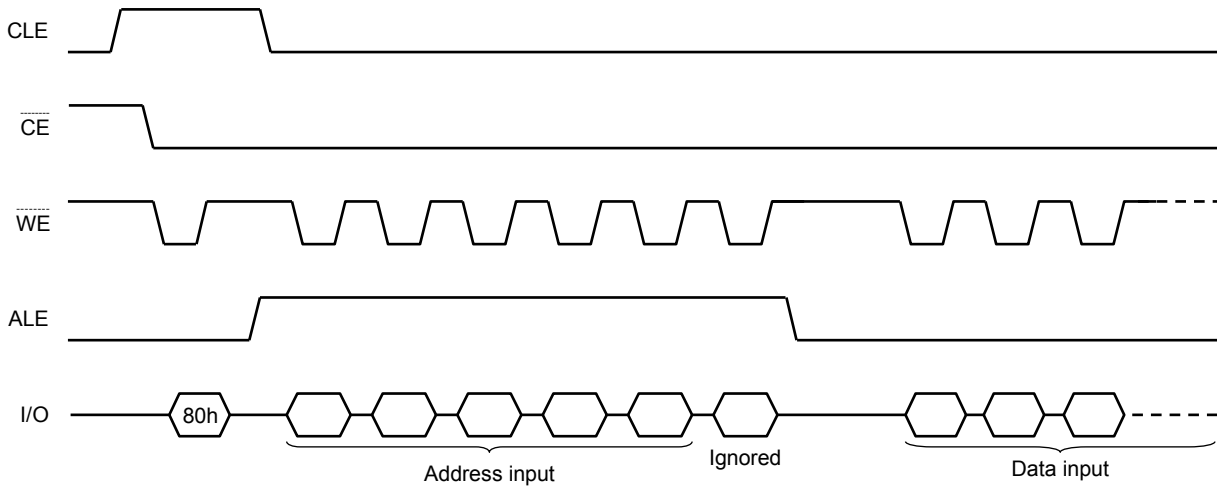 CLE
CE
WE
ALE
I/O
80h
Address input
Ignored
Data input